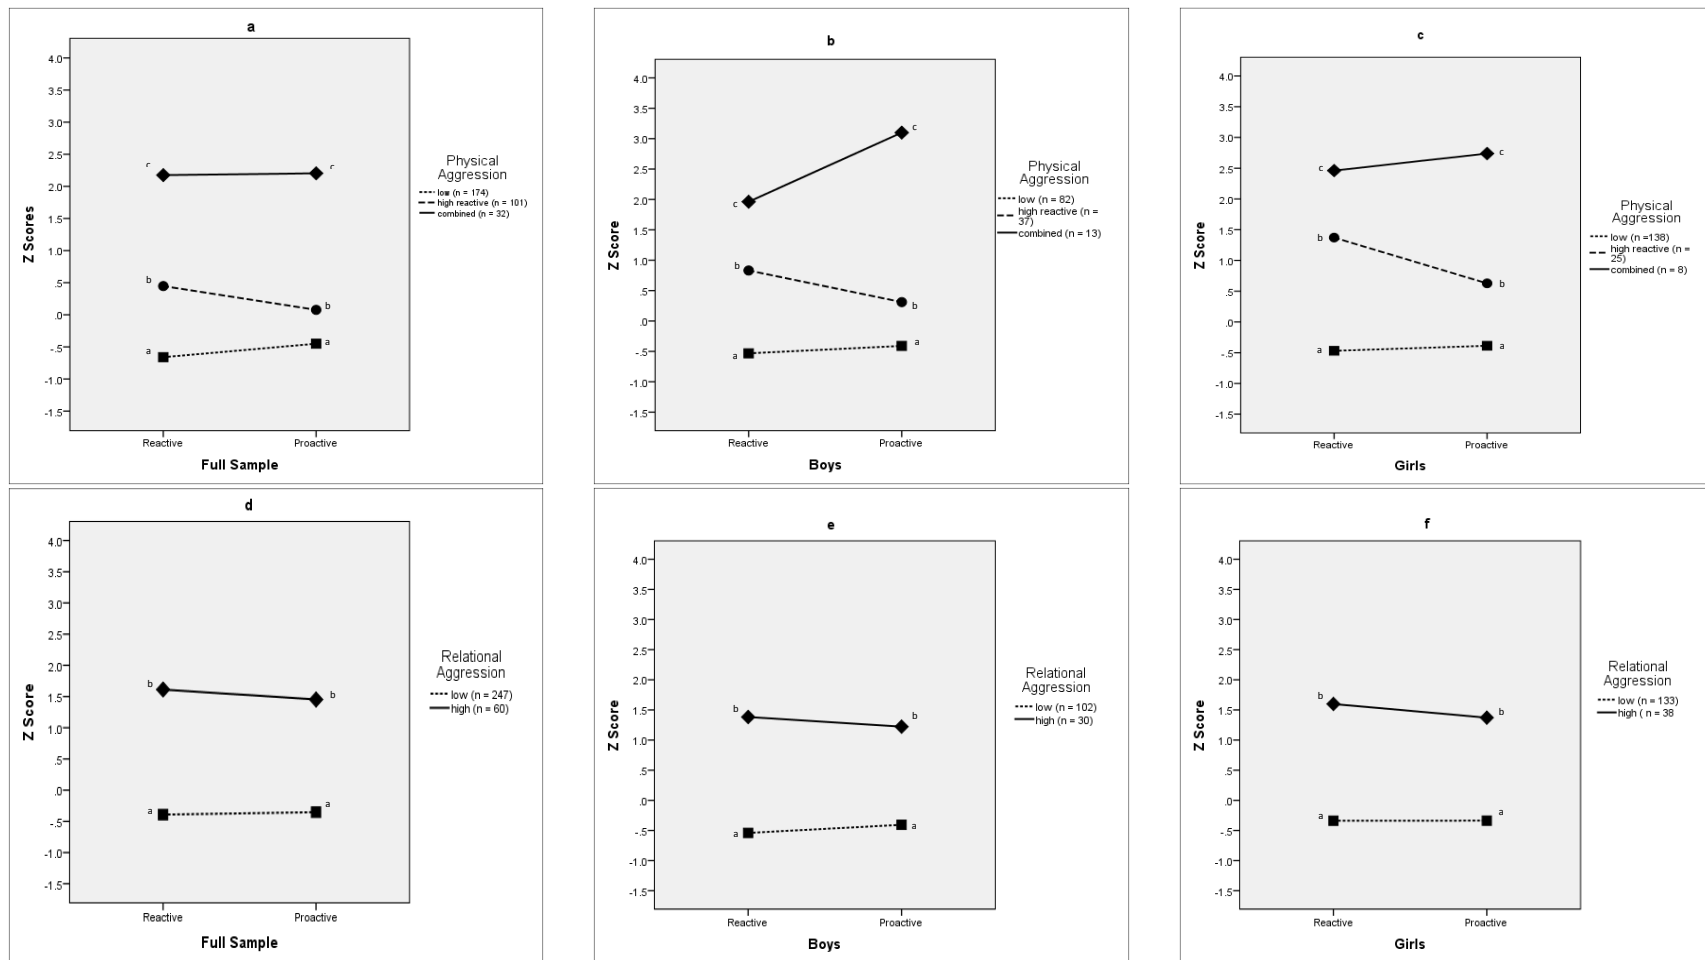 a
4.0
3.5
3.0
2.5
2.0
1.5
1.0
.5
.0
-.5
-1.0
-1.5
Z Scores
c
c
b
b
a
a
Reactive
Proactive
Full Sample
Physical
Aggression
low (n = 174)
high reactive (n = 101)
combined (n = 32)
b
4.0
3.5
3.0
2.5
2.0
1.5
1.0
.5
.0
-.5
-1.0
-1.5
Z Score
c
c
b
b
a
a
Reactive
Proactive
Boys
Physical
Aggression
low (n = 82)
high reactive (n =
37)
combined (n = 13)
c
4.0
3.5
3.0
2.5
2.0
1.5
1.0
.5
.0
-.5
-1.0
-1.5
Z Score
c
c
b
b
a
a
Reactive
Proactive
Girls
Physical
Aggression
low (n =138)
high reactive (n =
25)
combined (n = 8)
d
4.0
3.5
3.0
2.5
2.0
1.5
1.0
.5
.0
-.5
-1.0
-1.5
Z Score
b
b
a
a
Reactive
Proactive
Full Sample
Relational
Aggression
low (n = 247)
high (n = 60)
e
4.0
3.5
3.0
2.5
2.0
1.5
1.0
.5
.0
-.5
-1.0
-1.5
Z Score
b
b
a
a
Reactive
Proactive
Boys
Relational
Aggression
low (n = 102)
high (n = 30)
f
4.0
3.5
3.0
2.5
2.0
1.5
1.0
.5
.0
-.5
-1.0
-1.5
Z Score
b
b
a
a
Reactive
Proactive
Girls
Relational
Aggression
low (n = 133)
high ( n = 38